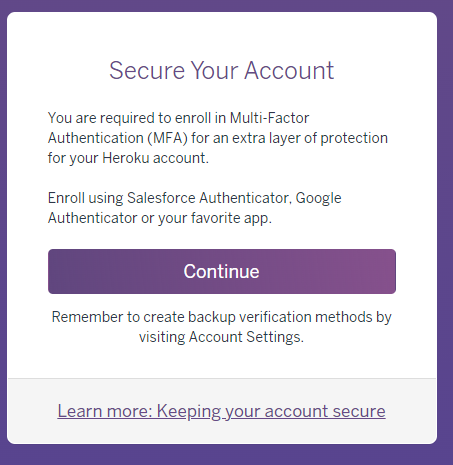 Secure Your Account
You are required to enroll in Multi-Factor
Authentication (MFA) for an extra layer of protection
for your Heroku account.
Enroll using Salesforce Authenticator, Google
Authenticator or your favorite app.
Continue
Remember to create backup verification methods by
visiting Account Settings.
Learn more: Keeping your account secure